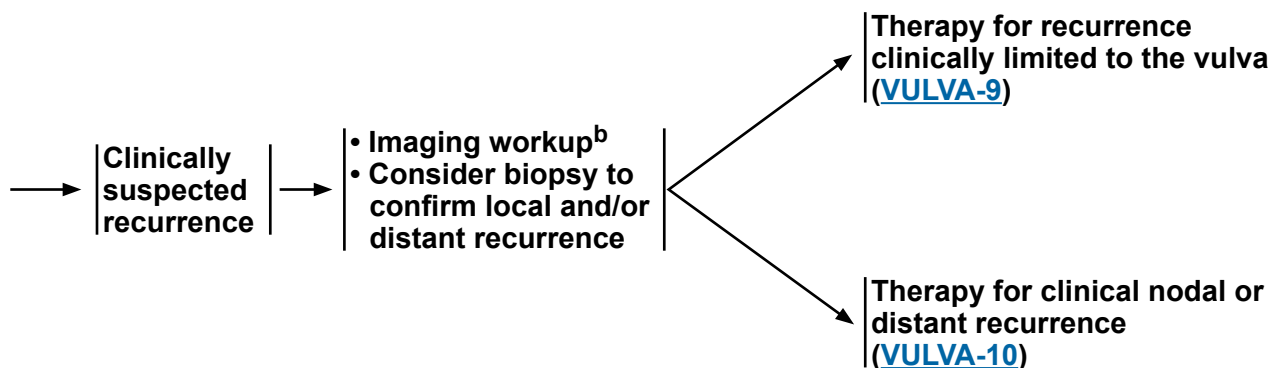 Clinically
suspected
recurrence
• Imaging workupb
• Consider biopsy to
confirm local and/or
distant recurrence
Therapy for recurrence
clinically limited to the vulva
(VULVA-9)
Therapy for clinical nodal or
distant recurrence
(VULVA-10)